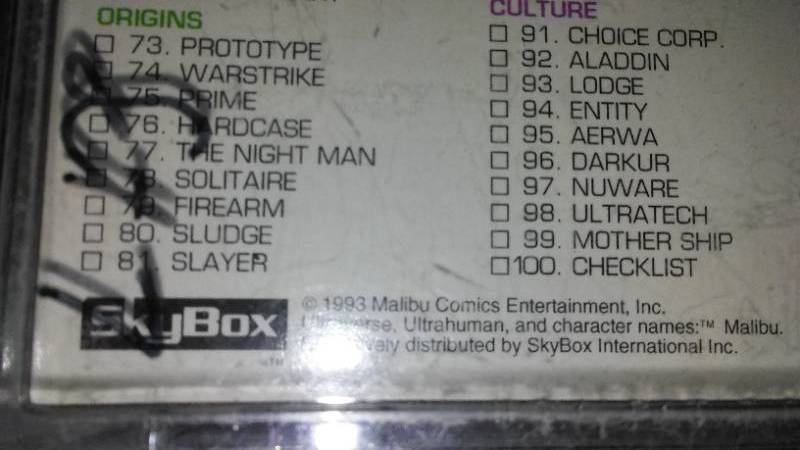 ORIGINS
73. PROTOTYPE
74. WARSTRIKE
75. PRIME
76. HARDCASE
77. THE NIGHT MAN
78. SOLITAIRE
79. FIREARM
80. SLUDGE
81. SLAYER
CULTURE
91. CHOICE CORP.
92. ALADDIN
93. LODGE
94. ENTITY
95. AERWA
96. DARKUR
97. NUWARE
98. ULTRATECH
99. MOTHER SHIP
100. CHECKLIST
SkyBox
TM
© 1993 Malibu Comics Entertainment, Inc.
Ultraverse, Ultrahuman, and character names:™ Malibu.
distributed by SkyBox International Inc.